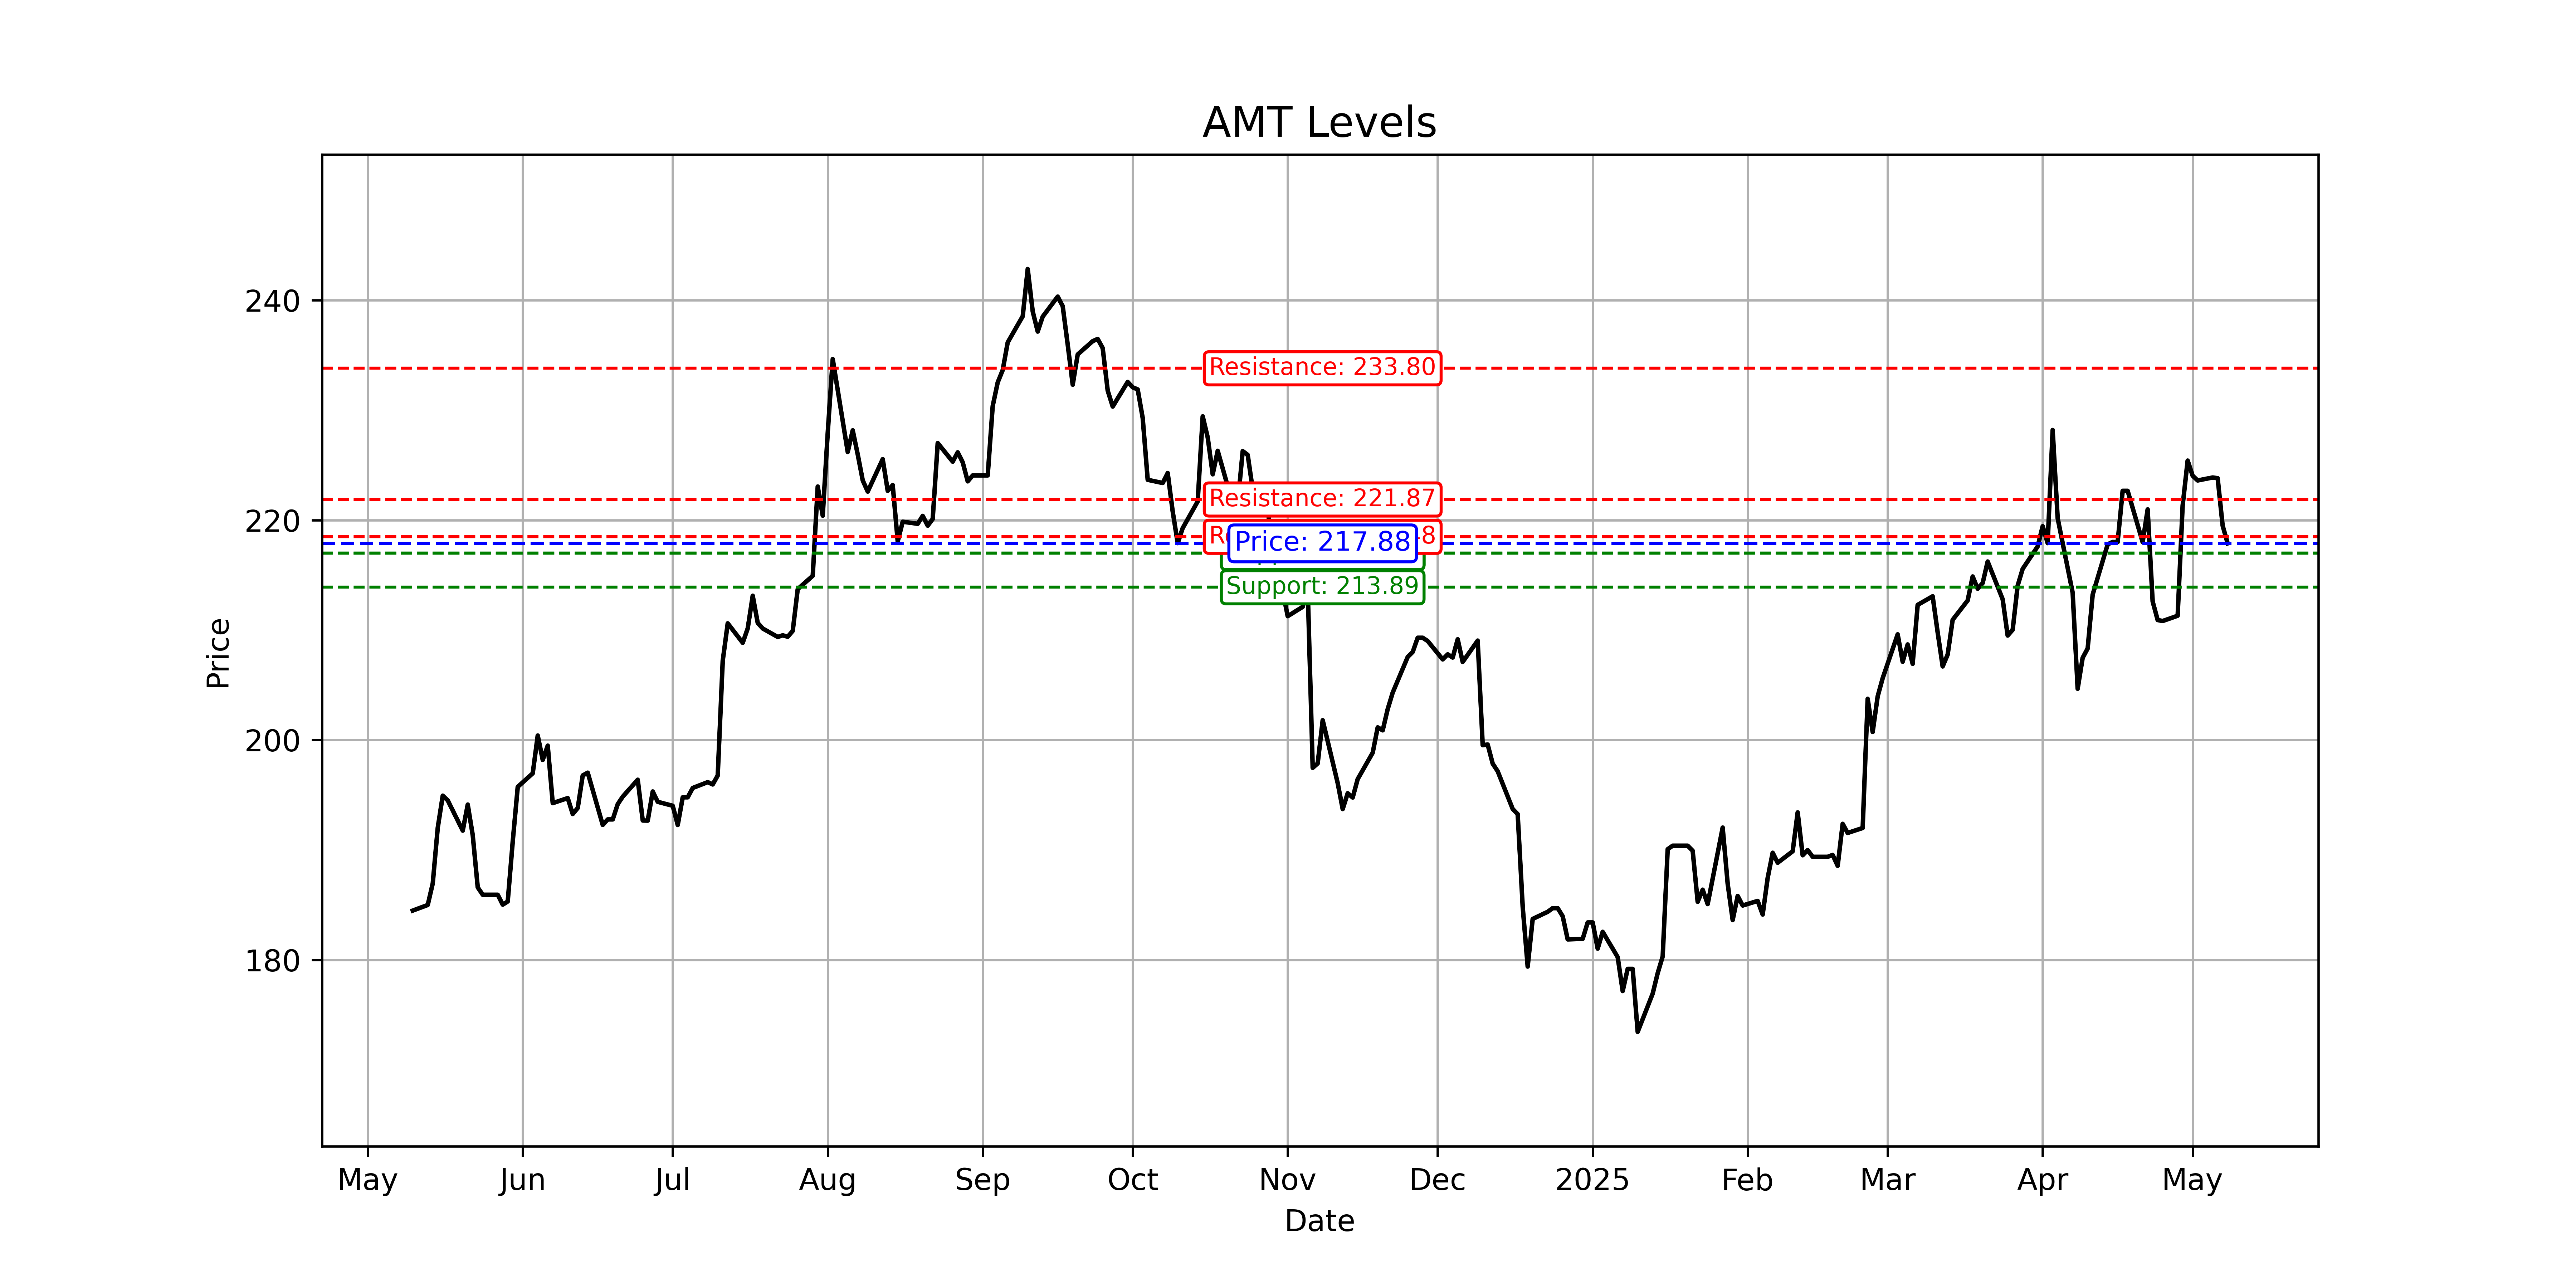 AMT Levels
Price
240
220
200
180
Resistance: 233.80
Resistance: 221.87
Price: 217.88
Support: 213.89
May
Jun
Jul
Aug
Sep
Oct
Nov
Dec
2025
Feb
Mar
Apr
May
Date